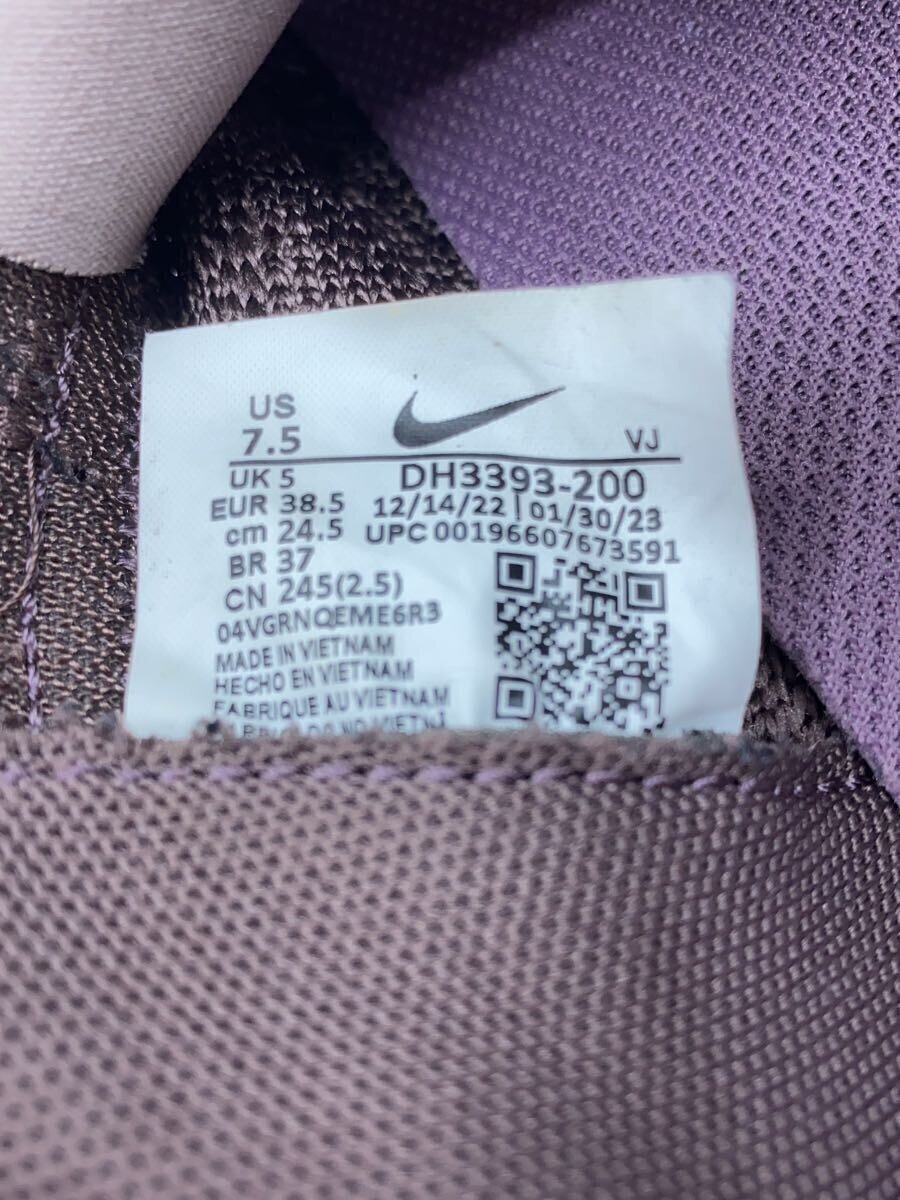 US
7.5 VJ
UK 5 DH3393-200
EUR 38.5 12/14/22 | 01/30/23
cm 24.5 UPC 00196607673591
BR 37
CN 245(2.5)
04VGRNQEME6R3
MADE IN VIETNAM
HECHO EN VIETNAM
FABRIQUE AU VIETNAM